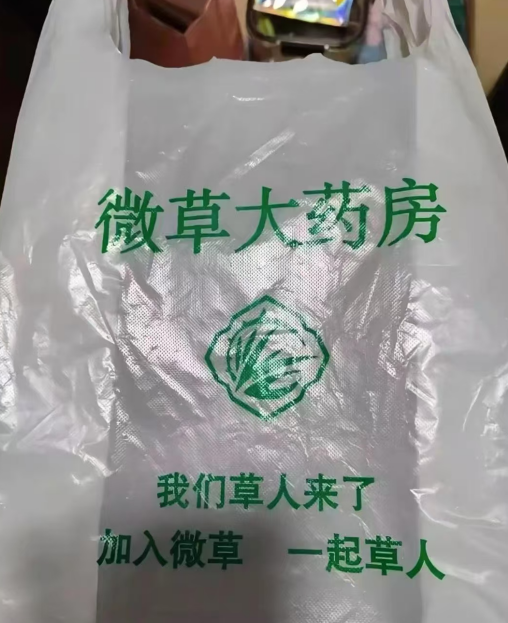 微草大药房
我们草人来了
加入微草 一起草人